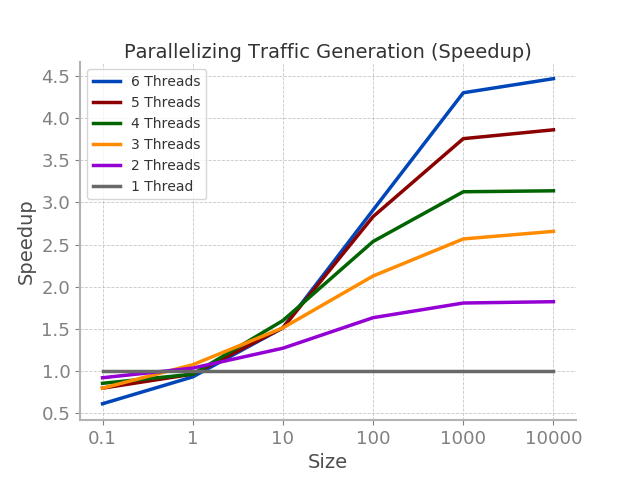 Parallelizing Traffic Generation (Speedup)
6 Threads
5 Threads
4 Threads
3 Threads
2 Threads
1 Thread
Speedup
4.5
4.0
3.5
3.0
2.5
2.0
1.5
1.0
0.5
0.1 1 10 100 1000 10000
Size